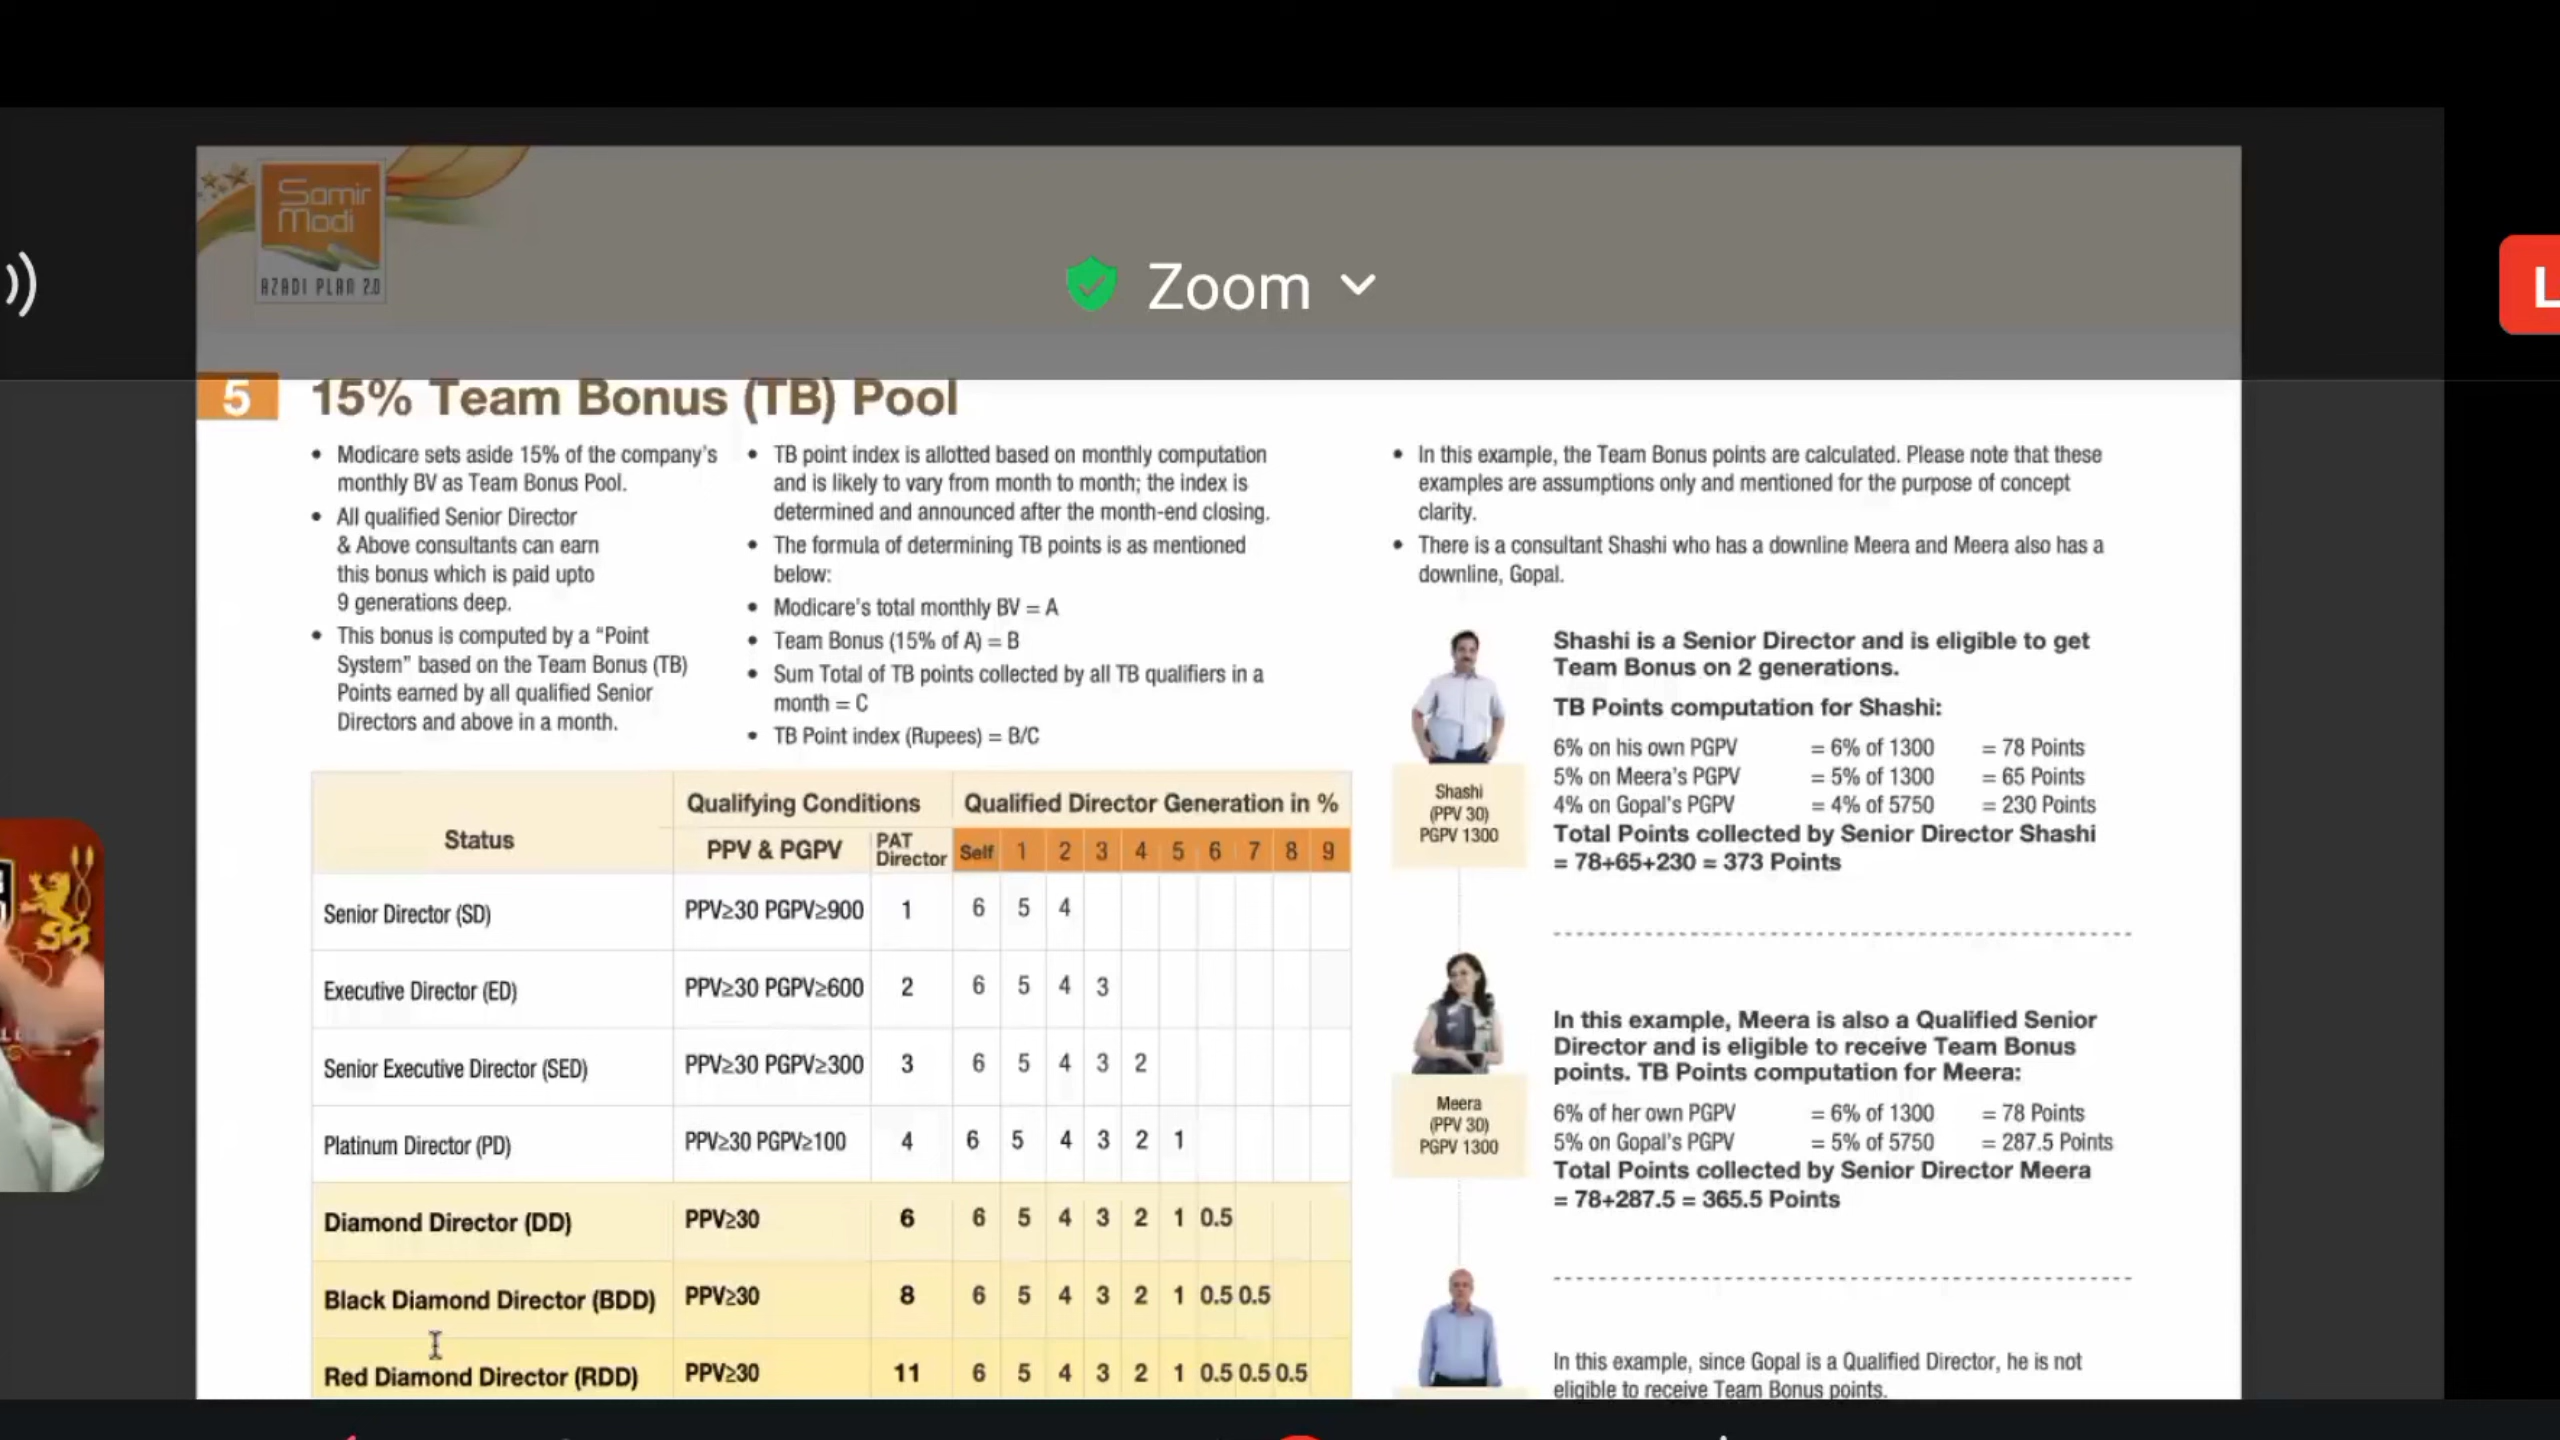 Samir
Modi
AZADI PLAN 2.0
Zoom
L
5 15% Team Bonus (TB) Pool
• Modicare sets aside 15% of the company's
monthly BV as Team Bonus Pool.
• All qualified Senior Director
& Above consultants can earn
this bonus which is paid upto
9 generations deep.
• This bonus is computed by a “Point
System” based on the Team Bonus (TB)
Points earned by all qualified Senior
Directors and above in a month.
• TB point index is allotted based on monthly computation
and is likely to vary from month to month; the index is
determined and announced after the month-end closing.
• The formula of determining TB points is as mentioned
below:
• Modicare's total monthly BV = A
• Team Bonus (15% of A) = B
• Sum Total of TB points collected by all TB qualifiers in a
month = C
• TB Point index (Rupees) = B/C
Status Qualifying Conditions Qualified Director Generation in %
PPV & PGPV PAT Director Self 1 2 3 4 5 6 7 8 9
Senior Director (SD) PPV≥30 PGPV≥900 1 6 5 4
Executive Director (ED) PPV≥30 PGPV≥600 2 6 5 4 3
Senior Executive Director (SED) PPV≥30 PGPV≥300 3 6 5 4 3 2
Platinum Director (PD) PPV≥30 PGPV≥100 4 6 5 4 3 2 1
Diamond Director (DD) PPV≥30 6 6 5 4 3 2 1 0.5
Black Diamond Director (BDD) PPV≥30 8 6 5 4 3 2 1 0.5 0.5
Red Diamond Director (RDD) PPV≥30 11 6 5 4 3 2 1 0.5 0.5 0.5
• In this example, the Team Bonus points are calculated. Please note that these
examples are assumptions only and mentioned for the purpose of concept
clarity.
• There is a consultant Shashi who has a downline Meera and Meera also has a
downline, Gopal.
Shashi
(PPV 30)
PGPV 1300
Shashi is a Senior Director and is eligible to get
Team Bonus on 2 generations.
TB Points computation for Shashi:
6% on his own PGPV = 6% of 1300 = 78 Points
5% on Meera's PGPV = 5% of 1300 = 65 Points
4% on Gopal's PGPV = 4% of 5750 = 230 Points
Total Points collected by Senior Director Shashi
= 78+65+230 = 373 Points
Meera
(PPV 30)
PGPV 1300
In this example, Meera is also a Qualified Senior
Director and is eligible to receive Team Bonus
points. TB Points computation for Meera:
6% of her own PGPV = 6% of 1300 = 78 Points
5% on Gopal's PGPV = 5% of 5750 = 287.5 Points
Total Points collected by Senior Director Meera
= 78+287.5 = 365.5 Points
In this example, since Gopal is a Qualified Director, he is not
eligible to receive Team Bonus points.